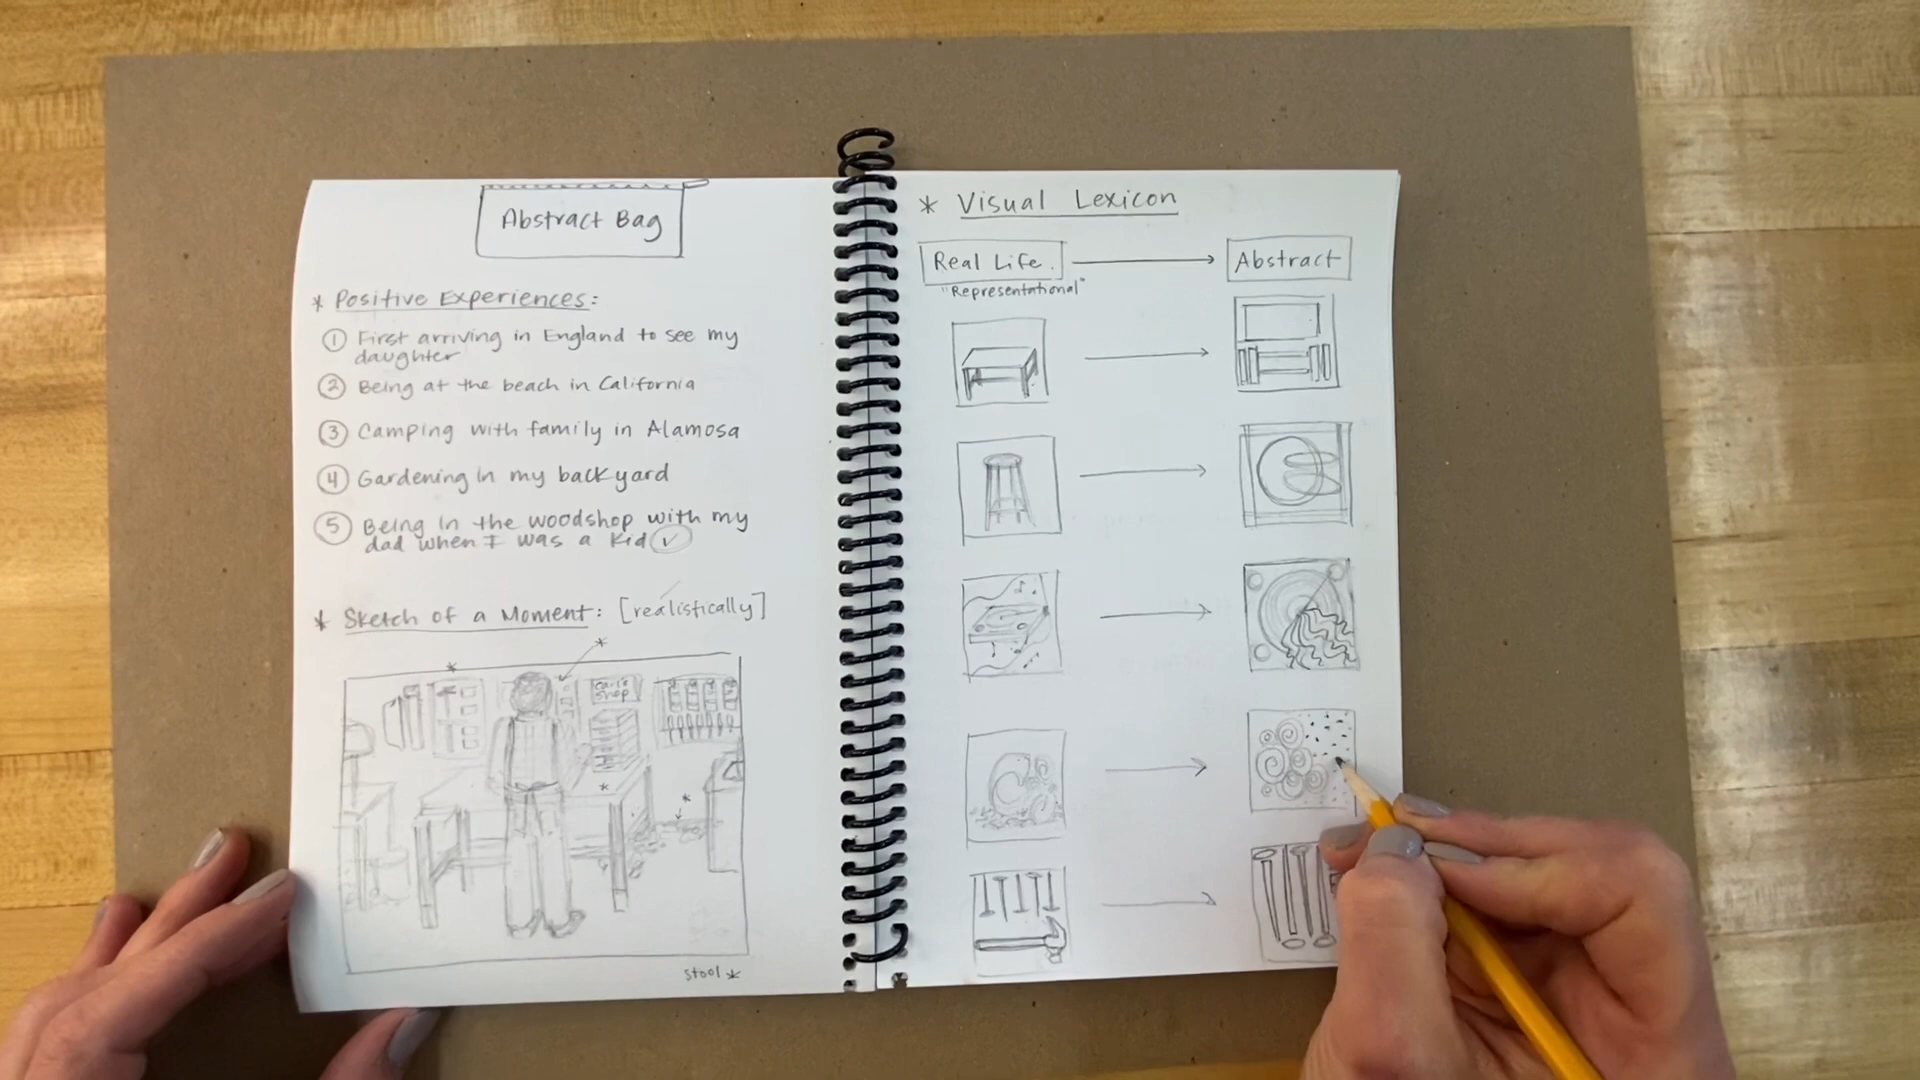 Abstract Bag
* Positive Experiences:
① First arriving in England to see my
daughter
② Being at the beach in California
③ Camping with family in Alamosa
④ Gardening in my backyard
⑤ Being in the woodshop with my
dad when I was a kid ✓
* Sketch of a Moment: [realistically]
Shop
stool *
* Visual Lexicon
Real Life. → Abstract
"Representational"